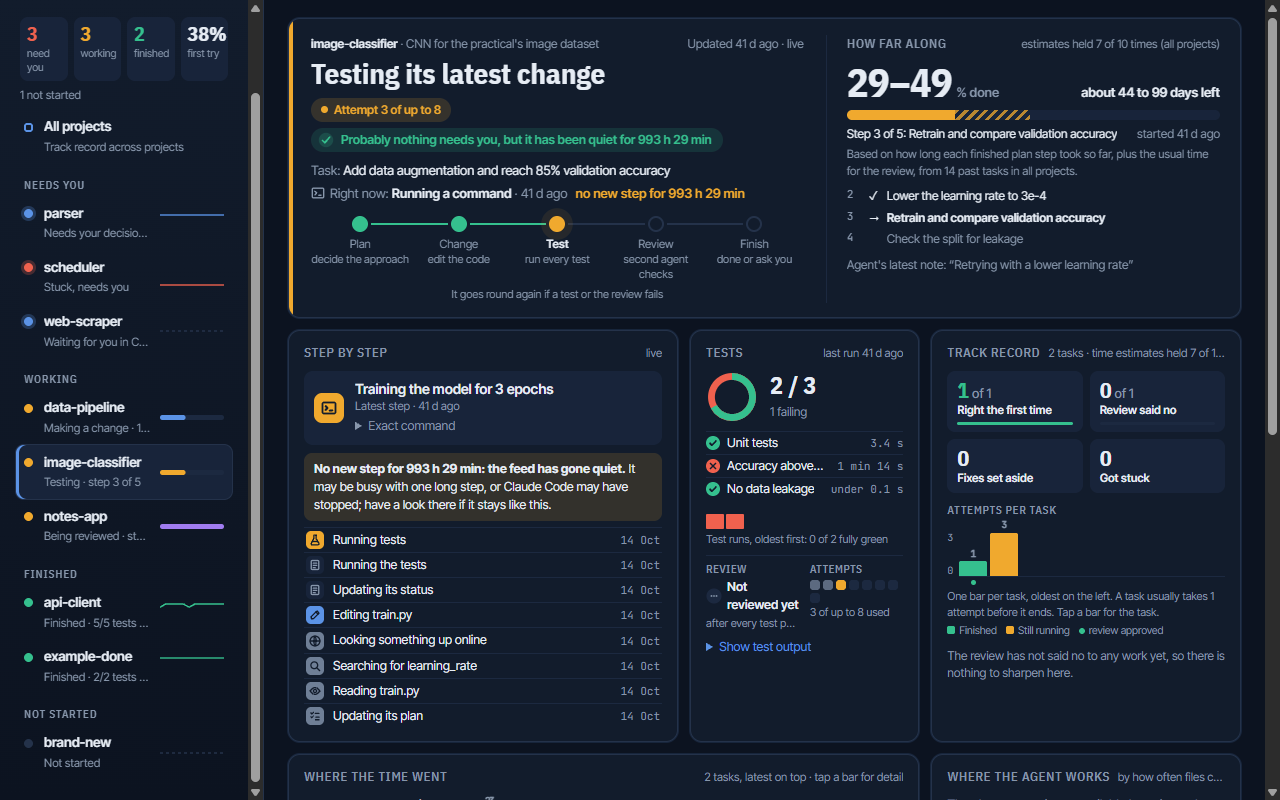 3
need you
3
working
2
finished
38%
first try
1 not started
All projects
Track record across projects
NEEDS YOU
parser
Needs your decisio...
scheduler
Stuck, needs you
web-scraper
Waiting for you in C...
WORKING
data-pipeline
Making a change · 1...
image-classifier
Testing · step 3 of 5
notes-app
Being reviewed · st...
FINISHED
api-client
Finished · 5/5 tests ...
example-done
Finished · 2/2 tests ...
NOT STARTED
brand-new
Not started
image-classifier · CNN for the practical's image dataset
Updated 41 d ago · live
Testing its latest change
Attempt 3 of up to 8
Probably nothing needs you, but it has been quiet for 993 h 29 min
Task: Add data augmentation and reach 85% validation accuracy
Right now: Running a command · 41 d ago no new step for 993 h 29 min
Plan
decide the approach
Change
edit the code
Test
run every test
Review
second agent
checks
Finish
done or ask you
It goes round again if a test or the review fails
HOW FAR ALONG
estimates held 7 of 10 times (all projects)
29–49 % done
about 44 to 99 days left
Step 3 of 5: Retrain and compare validation accuracy
started 41 d ago
Based on how long each finished plan step took so far, plus the usual time
for the review, from 14 past tasks in all projects.
2 ✓ Lower the learning rate to 3e-4
3 → Retrain and compare validation accuracy
4 Check the split for leakage
Agent's latest note: “Retrying with a lower learning rate”
STEP BY STEP
live
Training the model for 3 epochs
Latest step · 41 d ago
Exact command
No new step for 993 h 29 min: the feed has gone quiet. It
may be busy with one long step, or Claude Code may have
stopped; have a look there if it stays like this.
Running tests 14 Oct
Running the tests 14 Oct
Updating its status 14 Oct
Editing train.py 14 Oct
Looking something up online 14 Oct
Searching for learning_rate 14 Oct
Reading train.py 14 Oct
Updating its plan 14 Oct
TESTS
last run 41 d ago
2 / 3
1 failing
Unit tests 3.4 s
Accuracy above... 1 min 14 s
No data leakage under 0.1 s
Test runs, oldest first: 0 of 2 fully green
REVIEW
Not
reviewed yet
after every test p...
ATTEMPTS
3 of up to 8 used
Show test output
TRACK RECORD
2 tasks · time estimates held 7 of 1...
1 of 1
Right the first time
0 of 1
Review said no
0
Fixes set aside
0
Got stuck
ATTEMPTS PER TASK
3
0
1
3
One bar per task, oldest on the left. A task usually takes 1
attempt before it ends. Tap a bar for the task.
Finished Still running review approved
The review has not said no to any work yet, so there is
nothing to sharpen here.
WHERE THE TIME WENT
2 tasks, latest on top · tap a bar for detail
WHERE THE AGENT WORKS
by how often files c...